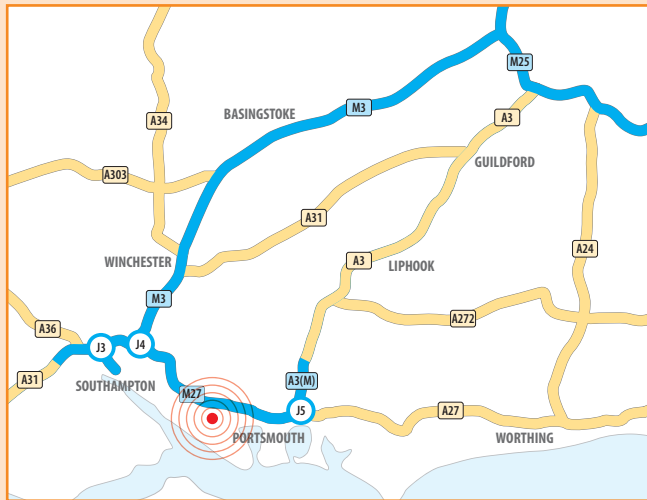 M25
BASINGSTOKE
M3
A34
A3
GUILDFORD
A303
A31
A24
WINCHESTER
A3
LIPHOOK
M3
A272
A36
J3
J4
A31
SOUTHAMPTON
A3(M)
M27
J5
A27
PORTSMOUTH
WORTHING